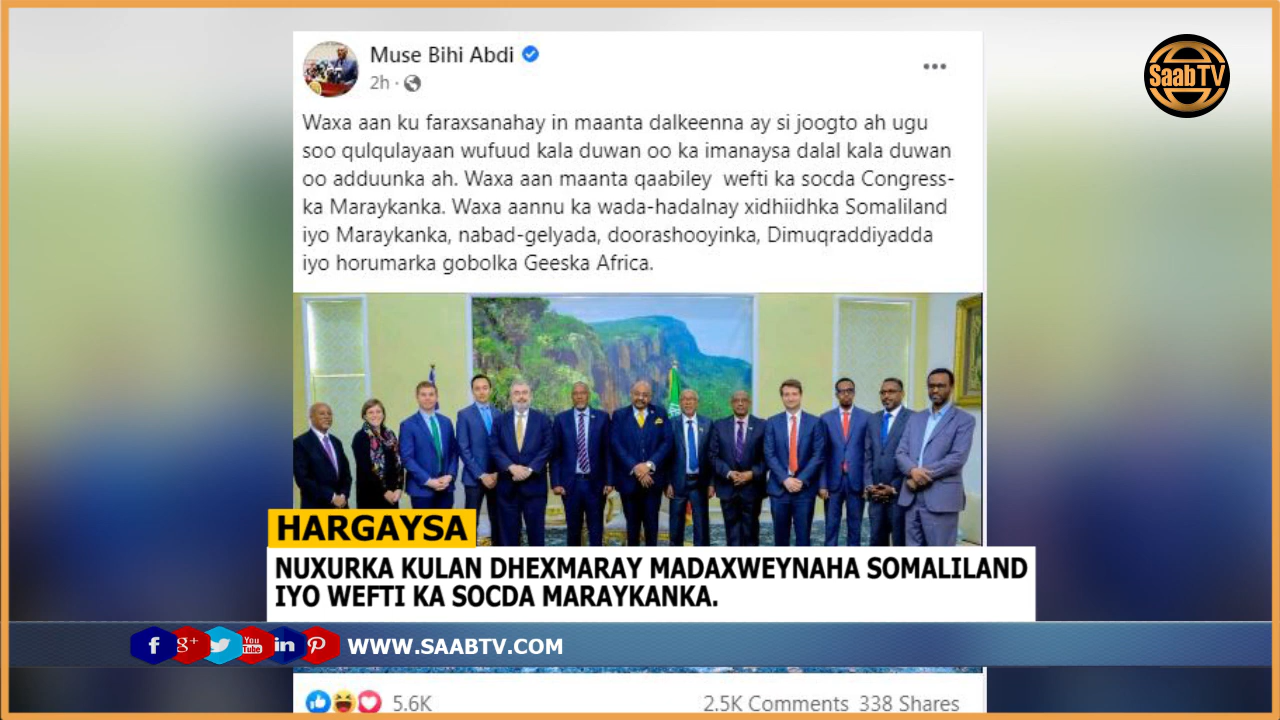 Muse Bihi Abdi
2h ·
SaabTV
Waxa aan ku faraxsanahay in maanta dalkeenna ay si joogto ah ugu
soo qulqulayaan wufuud kala duwan oo ka imanaysa dalal kala duwan
oo adduunka ah. Waxa aan maanta qaabiley  wefti ka socda Congress-
ka Maraykanka. Waxa aannu ka wada-hadalnay xidhiidhka Somaliland
iyo Maraykanka, nabad-gelyada, doorashooyinka, Dimuqraddiyadda
iyo horumarka gobolka Geeska Africa.
HARGAYSA
NUXURKA KULAN DHEXMARAY MADAXWEYNAHA SOMALILAND
IYO WEFTI KA SOCDA MARAYKANKA.
f g+ You Tube in WWW.SAABTV.COM
5.6K 2.5K Comments 338 Shares